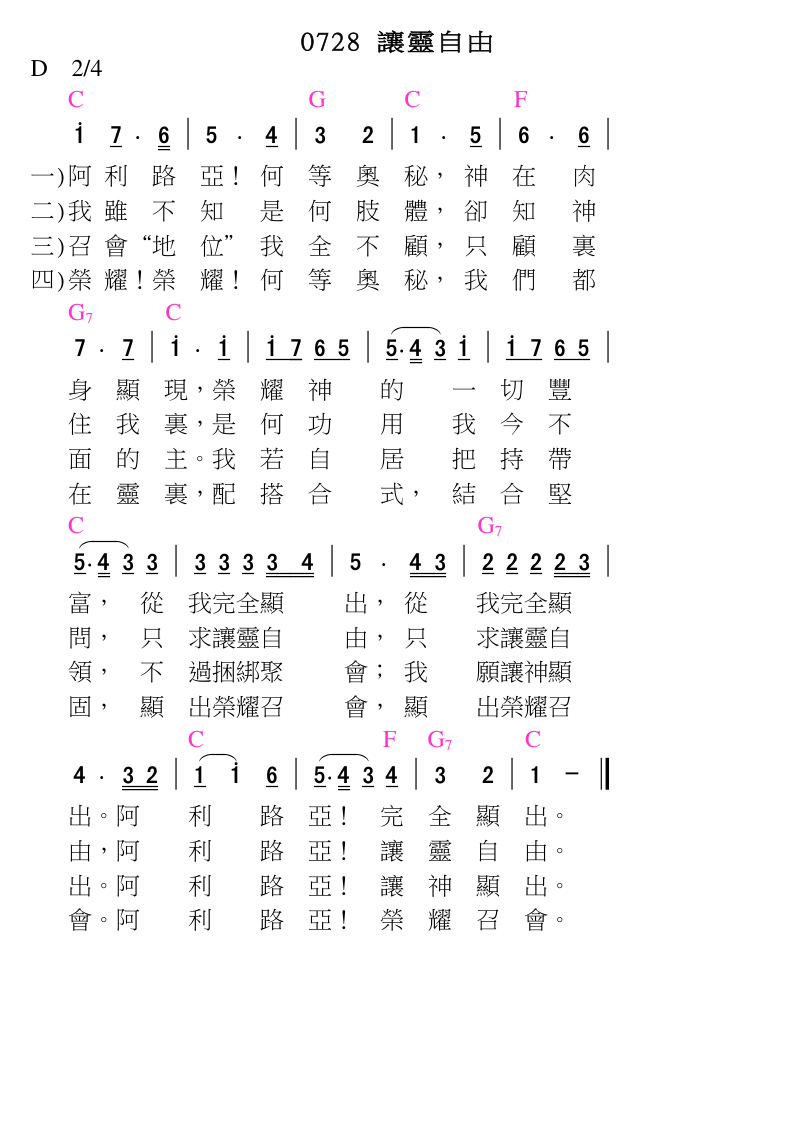 0728 讓靈自由
D 2/4
C G C F
i 7 · 6 | 5 · 4 | 3 2 | 1 · 5 | 6 · 6 |
一)阿利路亞！何等奧秘，神在肉
二)我雖不知是何肢體，卻知神
三)召會“地位”我全不顧，只顧裏
四)榮耀！榮耀！何等奧秘，我們都
G7 C
7 · 7 | i · i | i 7 6 5 | 5· 4 3 i | i 7 6 5 |
身顯現，榮耀神的一切豐
住我裏，是何功用我今不
面的主。我若自居把持帶
在靈裏，配搭合式，結合堅
C G7
5· 4 3 3 | 3 3 3 3 4 | 5 · 4 3 | 2 2 2 2 3 |
富，從我完全顯出，從我完全顯
問，只求讓靈自由，只求讓靈自
領，不過捆綁聚會；我願讓神顯
固，顯出榮耀召會，顯出榮耀召
C F G7 C
4 · 3 2 | 1 i 6 | 5· 4 3 4 | 3 2 | 1 – ‖
出。阿利路亞！完全顯出。
由，阿利路亞！讓靈自由。
出。阿利路亞！讓神顯出。
會。阿利路亞！榮耀召會。